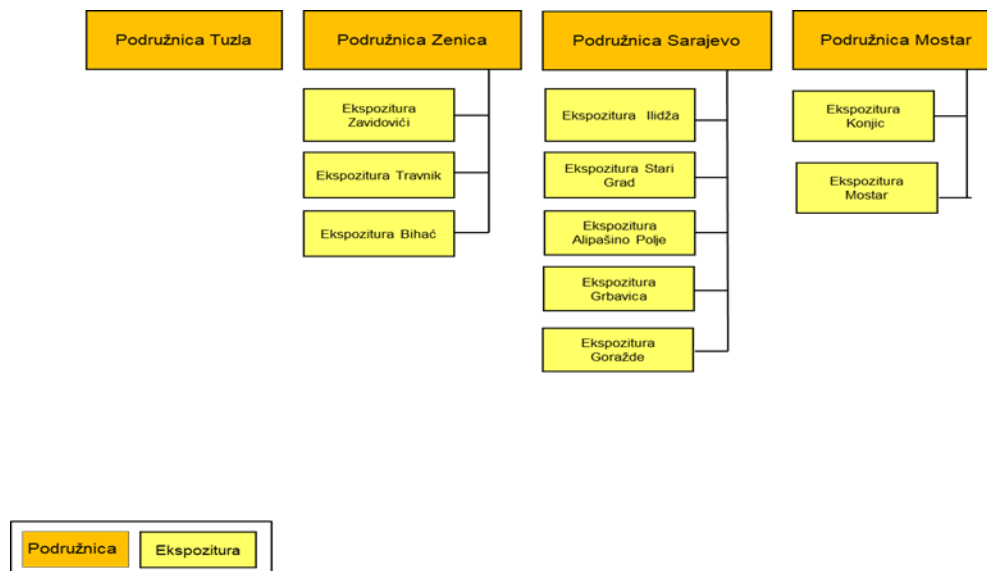 Podružnica Tuzla
Podružnica Zenica
Podružnica Sarajevo
Podružnica Mostar
Ekspozitura
Zavidovići
Ekspozitura Travnik
Ekspozitura Bihać
Ekspozitura Ilidža
Ekspozitura Stari
Grad
Ekspozitura
Alipašino Polje
Ekspozitura
Grbavica
Ekspozitura
Goražde
Ekspozitura
Konjic
Ekspozitura
Mostar
Podružnica
Ekspozitura